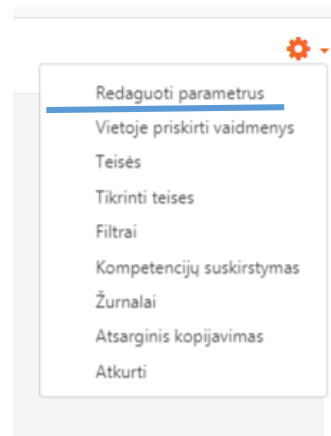 Redaguoti parametrus
Vietoje priskirti vaidmenys
Teisės
Tikrinti teises
Filtrai
Kompetencijų suskirstymas
Žurnalai
Atsarginis kopijavimas
Atkurti